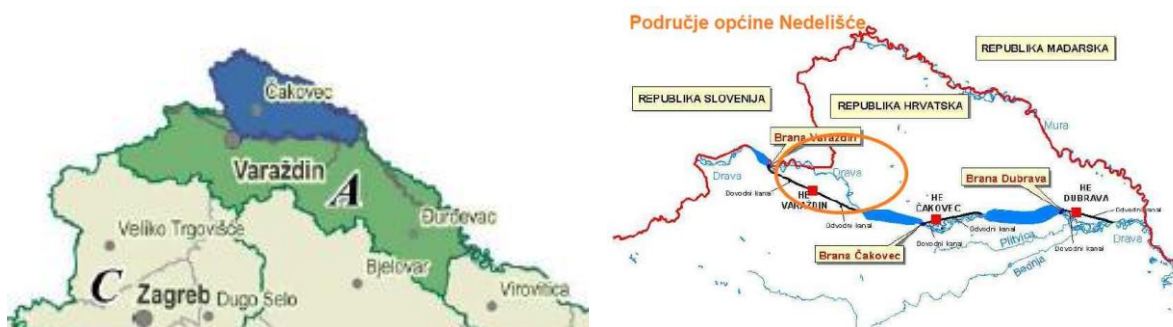 Čakovec
Varaždin
A
Đurđevac
Veliko Trgovišće
Bjelovar
C
Virovitica
Zagreb
Dugo Selo
Područje općine Nedelišće
REPUBLIKA MAĐARSKA
REPUBLIKA SLOVENIJA
REPUBLIKA HRVATSKA
Mura
Brana Varaždin
Drava
Drava
Dovodni kanal
HE
VARAŽDIN
Odvodni kanal
Brana Dubrava
HE
DUBRAVA
Odvodni kanal
HE
ČAKOVEC
Odvodni kanal
Dovodni kanal
Plitvica
Dovodni kanal
Drava
Brana Čakovec
Bednja